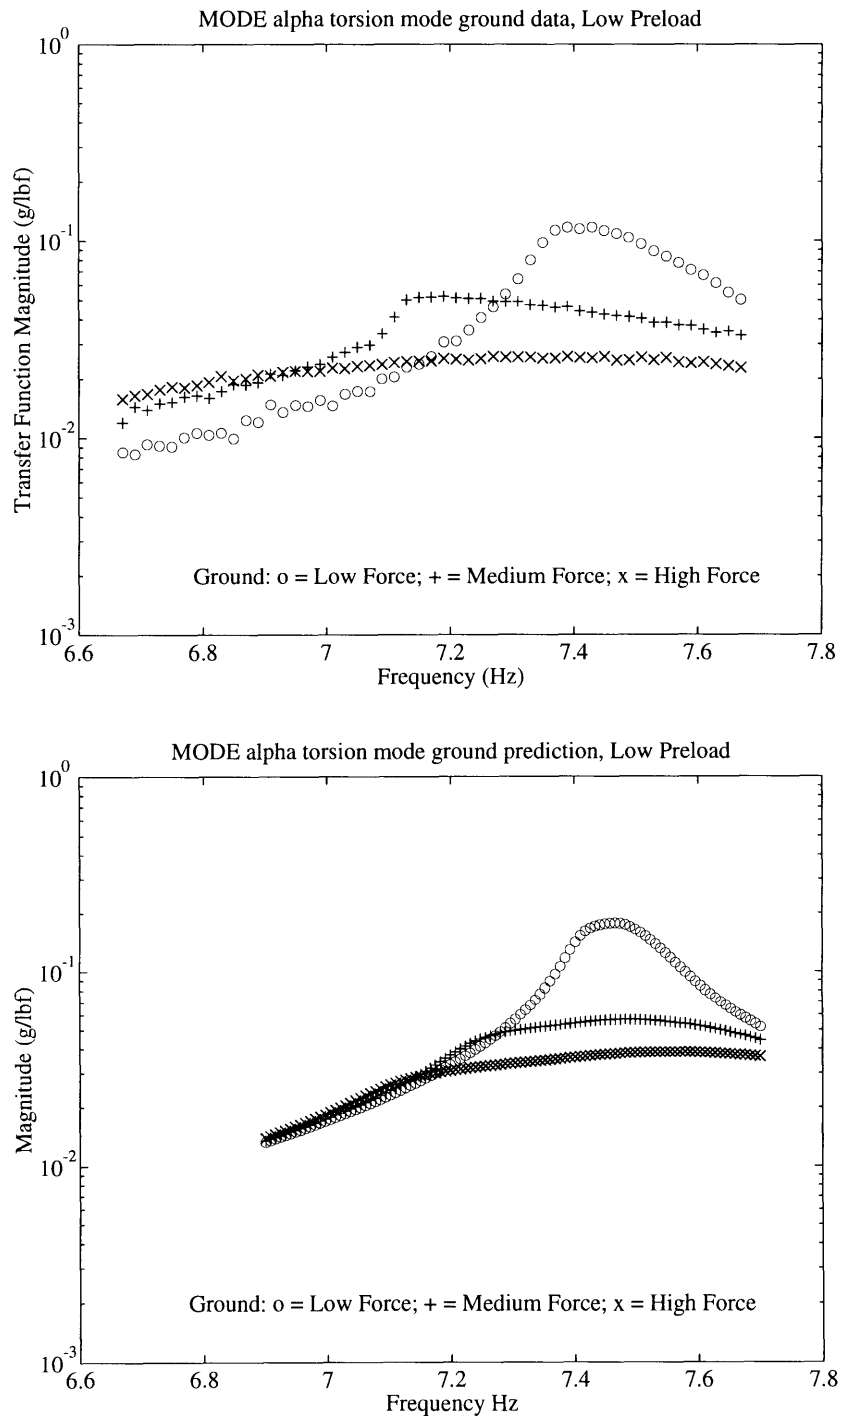 MODE alpha torsion mode ground data, Low Preload
10^0
10^-1
10^-2
10^-3
Transfer Function Magnitude (g/lbf)
Ground: o = Low Force; + = Medium Force; x = High Force
6.6 6.8 7 7.2 7.4 7.6 7.8
Frequency (Hz)
MODE alpha torsion mode ground prediction, Low Preload
10^0
10^-1
10^-2
10^-3
Magnitude (g/lbf)
Ground: o = Low Force; + = Medium Force; x = High Force
6.6 6.8 7 7.2 7.4 7.6 7.8
Frequency Hz